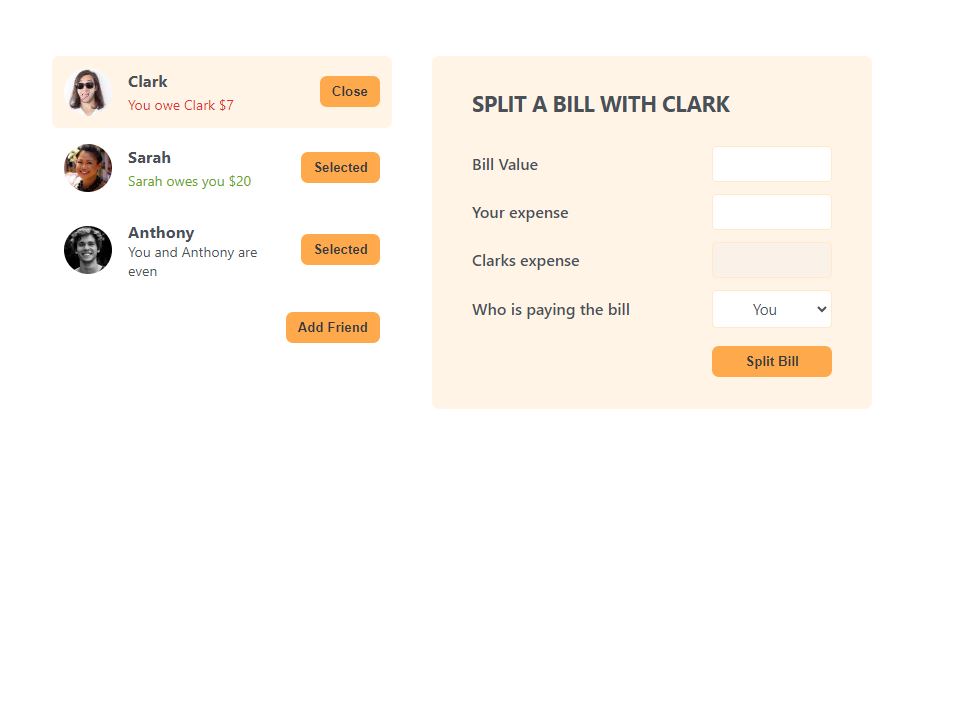 Clark
You owe Clark $7
Close
Sarah
Sarah owes you $20
Selected
Anthony
You and Anthony are
even
Selected
Add Friend
SPLIT A BILL WITH CLARK
Bill Value
Your expense
Clarks expense
Who is paying the bill
You
Split Bill